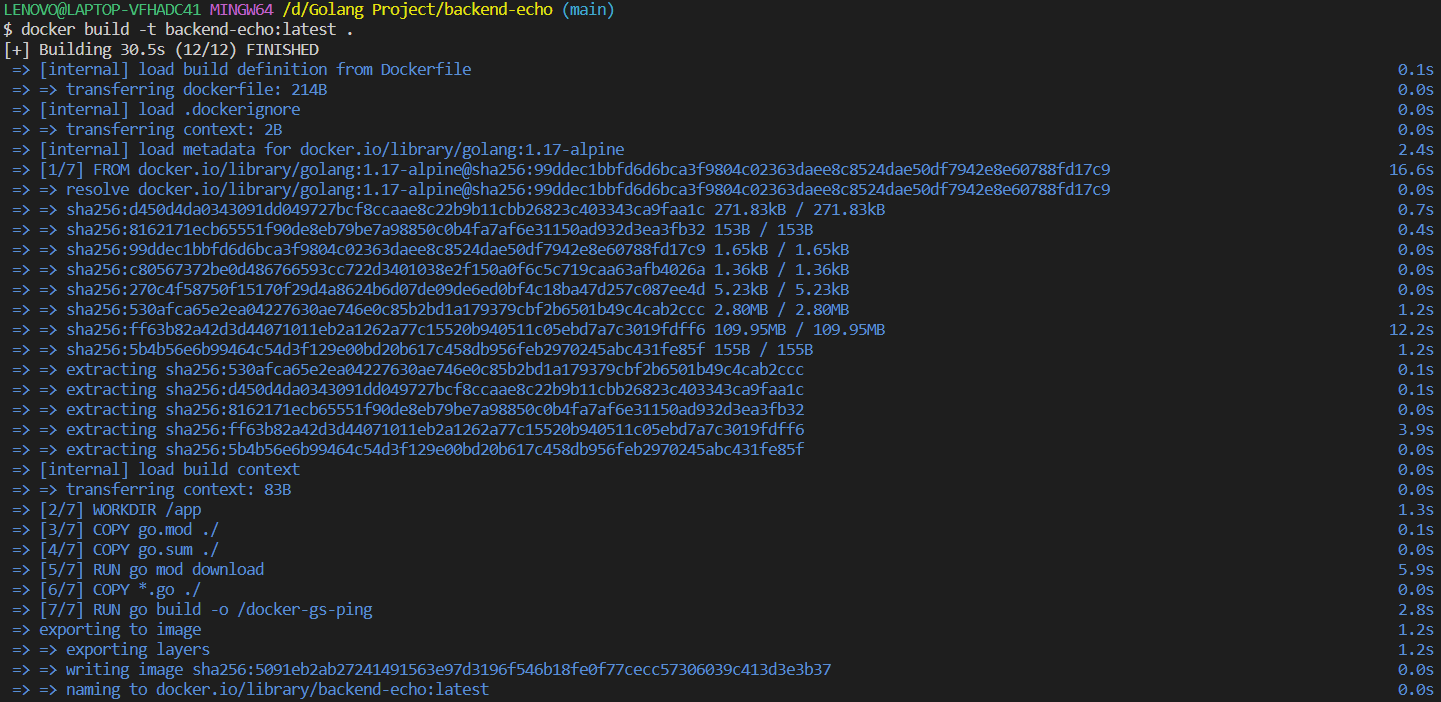 LENOVO@LAPTOP-VFHADC41 MINGW64 /d/Golang Project/backend-echo (main)
$ docker build -t backend-echo:latest .
[+] Building 30.5s (12/12) FINISHED
=> [internal] load build definition from Dockerfile 0.1s
=> => transferring dockerfile: 214B 0.0s
=> [internal] load .dockerignore 0.0s
=> => transferring context: 2B 0.0s
=> [internal] load metadata for docker.io/library/golang:1.17-alpine 2.4s
=> [1/7] FROM docker.io/library/golang:1.17-alpine@sha256:99ddec1bbfd6d6bca3f9804c02363daee8c8524dae50df7942e8e60788fd17c9 16.6s
=> => resolve docker.io/library/golang:1.17-alpine@sha256:99ddec1bbfd6d6bca3f9804c02363daee8c8524dae50df7942e8e60788fd17c9 0.0s
=> => sha256:d450d4da0343091dd049727bcf8ccaae8c22b9b11cbb26823c403343ca9faa1c 271.83kB / 271.83kB 0.7s
=> => sha256:8162171ecb65551f90de8eb79be7a98850c0b4fa7af6e31150ad932d3ea3fb32 153B / 153B 0.4s
=> => sha256:99ddec1bbfd6d6bca3f9804c02363daee8c8524dae50df7942e8e60788fd17c9 1.65kB / 1.65kB 0.0s
=> => sha256:c80567372be0d486766593cc722d3401038e2f150a0f6c5c719caa63afb4026a 1.36kB / 1.36kB 0.0s
=> => sha256:270c4f58750f15170f29d4a8624b6d07de09de6ed0bf4c18ba47d257c087ee4d 5.23kB / 5.23kB 0.0s
=> => sha256:530afca65e2ea04227630ae746e0c85b2bd1a179379cbf2b6501b49c4cab2ccc 2.80MB / 2.80MB 1.2s
=> => sha256:ff63b82a42d3d44071011eb2a1262a77c15520b940511c05ebd7a7c3019fdff6 109.95MB / 109.95MB 12.2s
=> => sha256:5b4b56e6b99464c54d3f129e00bd20b617c458db956feb2970245abc431fe85f 155B / 155B 1.2s
=> => extracting sha256:530afca65e2ea04227630ae746e0c85b2bd1a179379cbf2b6501b49c4cab2ccc 0.1s
=> => extracting sha256:d450d4da0343091dd049727bcf8ccaae8c22b9b11cbb26823c403343ca9faa1c 0.1s
=> => extracting sha256:8162171ecb65551f90de8eb79be7a98850c0b4fa7af6e31150ad932d3ea3fb32 0.0s
=> => extracting sha256:ff63b82a42d3d44071011eb2a1262a77c15520b940511c05ebd7a7c3019fdff6 3.9s
=> => extracting sha256:5b4b56e6b99464c54d3f129e00bd20b617c458db956feb2970245abc431fe85f 0.0s
=> [internal] load build context 0.0s
=> => transferring context: 83B 0.0s
=> [2/7] WORKDIR /app 1.3s
=> [3/7] COPY go.mod ./ 0.1s
=> [4/7] COPY go.sum ./ 0.0s
=> [5/7] RUN go mod download 5.9s
=> [6/7] COPY *.go ./ 0.0s
=> [7/7] RUN go build -o /docker-gs-ping 2.8s
=> exporting to image 1.2s
=> => exporting layers 1.2s
=> => writing image sha256:5091eb2ab27241491563e97d3196f546b18fe0f77cecc57306039c413d3e3b37 0.0s
=> => naming to docker.io/library/backend-echo:latest 0.0s